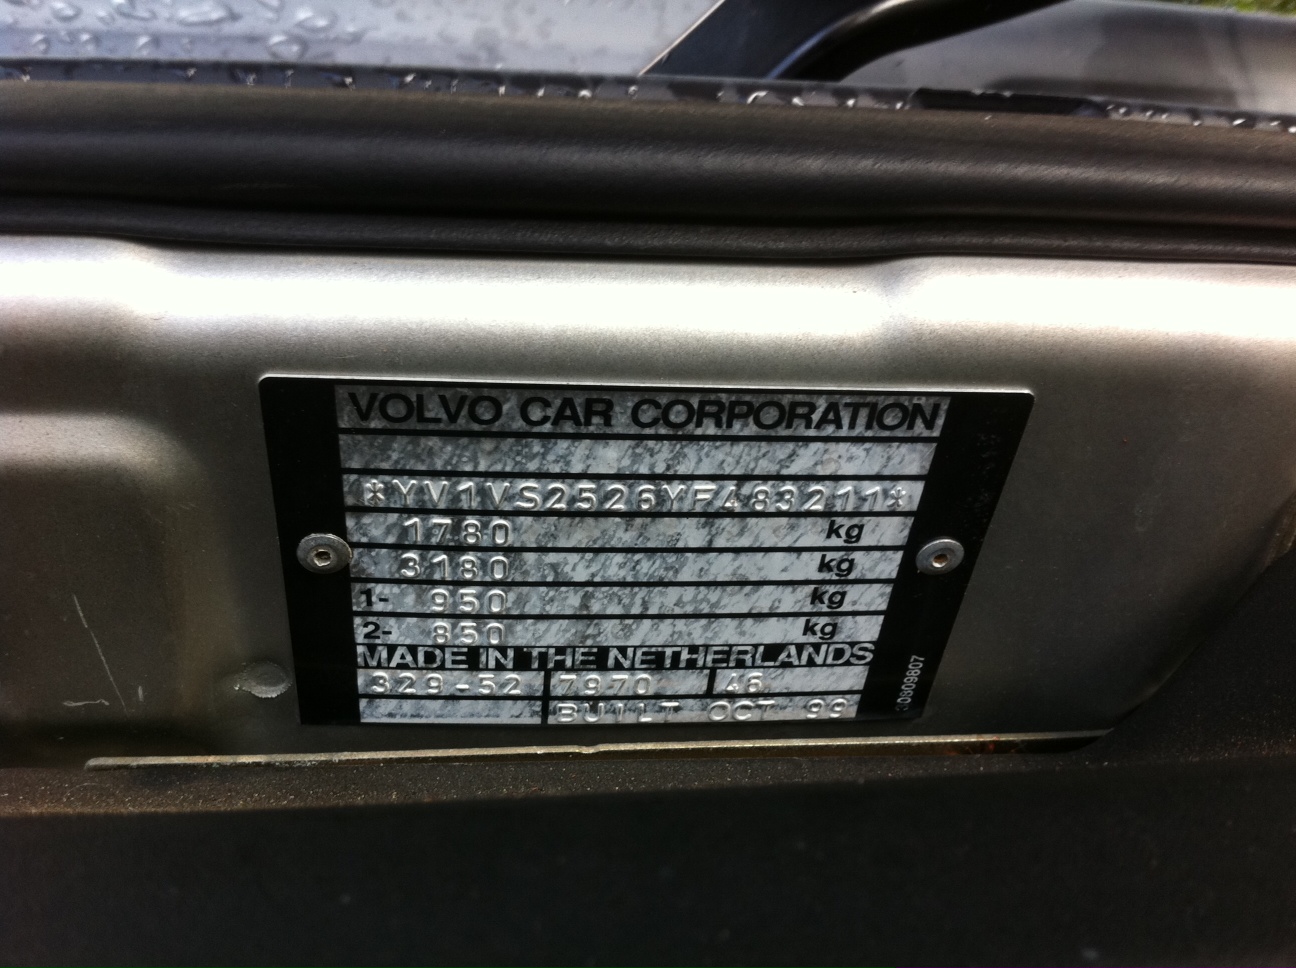 VOLVO CAR CORPORATION
*YV1VS2526YF483211*
1780 kg
3180 kg
1- 950 kg
2- 850 kg
MADE IN THE NETHERLANDS
329-52 7970 46
BUILT OCT 99
30809807